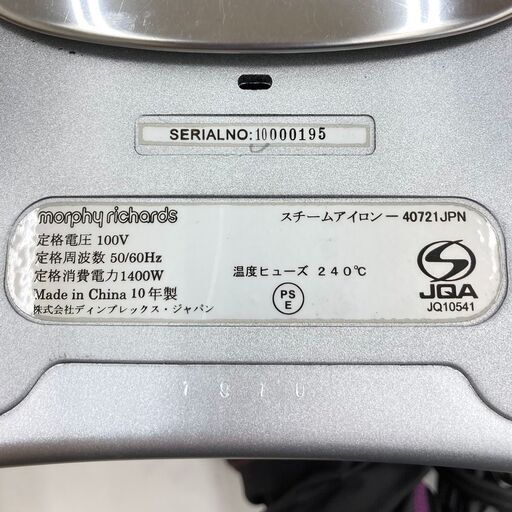 SERIALNO:10000195
morphy richards
スチームアイロン — 40721JPN
定格電圧 100V
定格周波数 50/60Hz
定格消費電力1400W
温度ヒューズ 240℃
Made in China 10年製
株式会社ディンプレックス・ジャパン
PS
E
S
JQA
JQ10541
1810